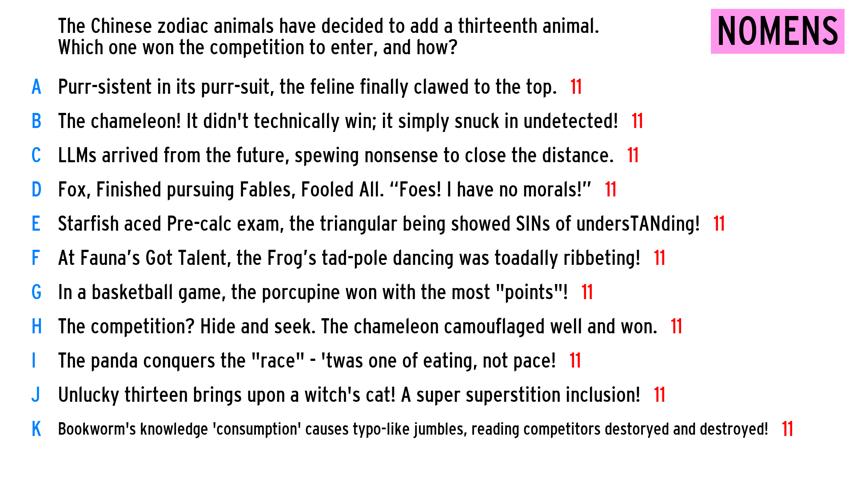 The Chinese zodiac animals have decided to add a thirteenth animal.
Which one won the competition to enter, and how?
NOMENS
A Purr-sistent in its purr-suit, the feline finally clawed to the top. 11
B The chameleon! It didn't technically win; it simply snuck in undetected! 11
C LLMs arrived from the future, spewing nonsense to close the distance. 11
D Fox, Finished pursuing Fables, Fooled All. “Foes! I have no morals!” 11
E Starfish aced Pre-calc exam, the triangular being showed SINs of undersTANding! 11
F At Fauna’s Got Talent, the Frog’s tad-pole dancing was toadally ribbeting! 11
G In a basketball game, the porcupine won with the most "points"! 11
H The competition? Hide and seek. The chameleon camouflaged well and won. 11
I The panda conquers the "race" - 'twas one of eating, not pace! 11
J Unlucky thirteen brings upon a witch's cat! A super superstition inclusion! 11
K Bookworm's knowledge 'consumption' causes typo-like jumbles, reading competitors destoryed and destroyed! 11